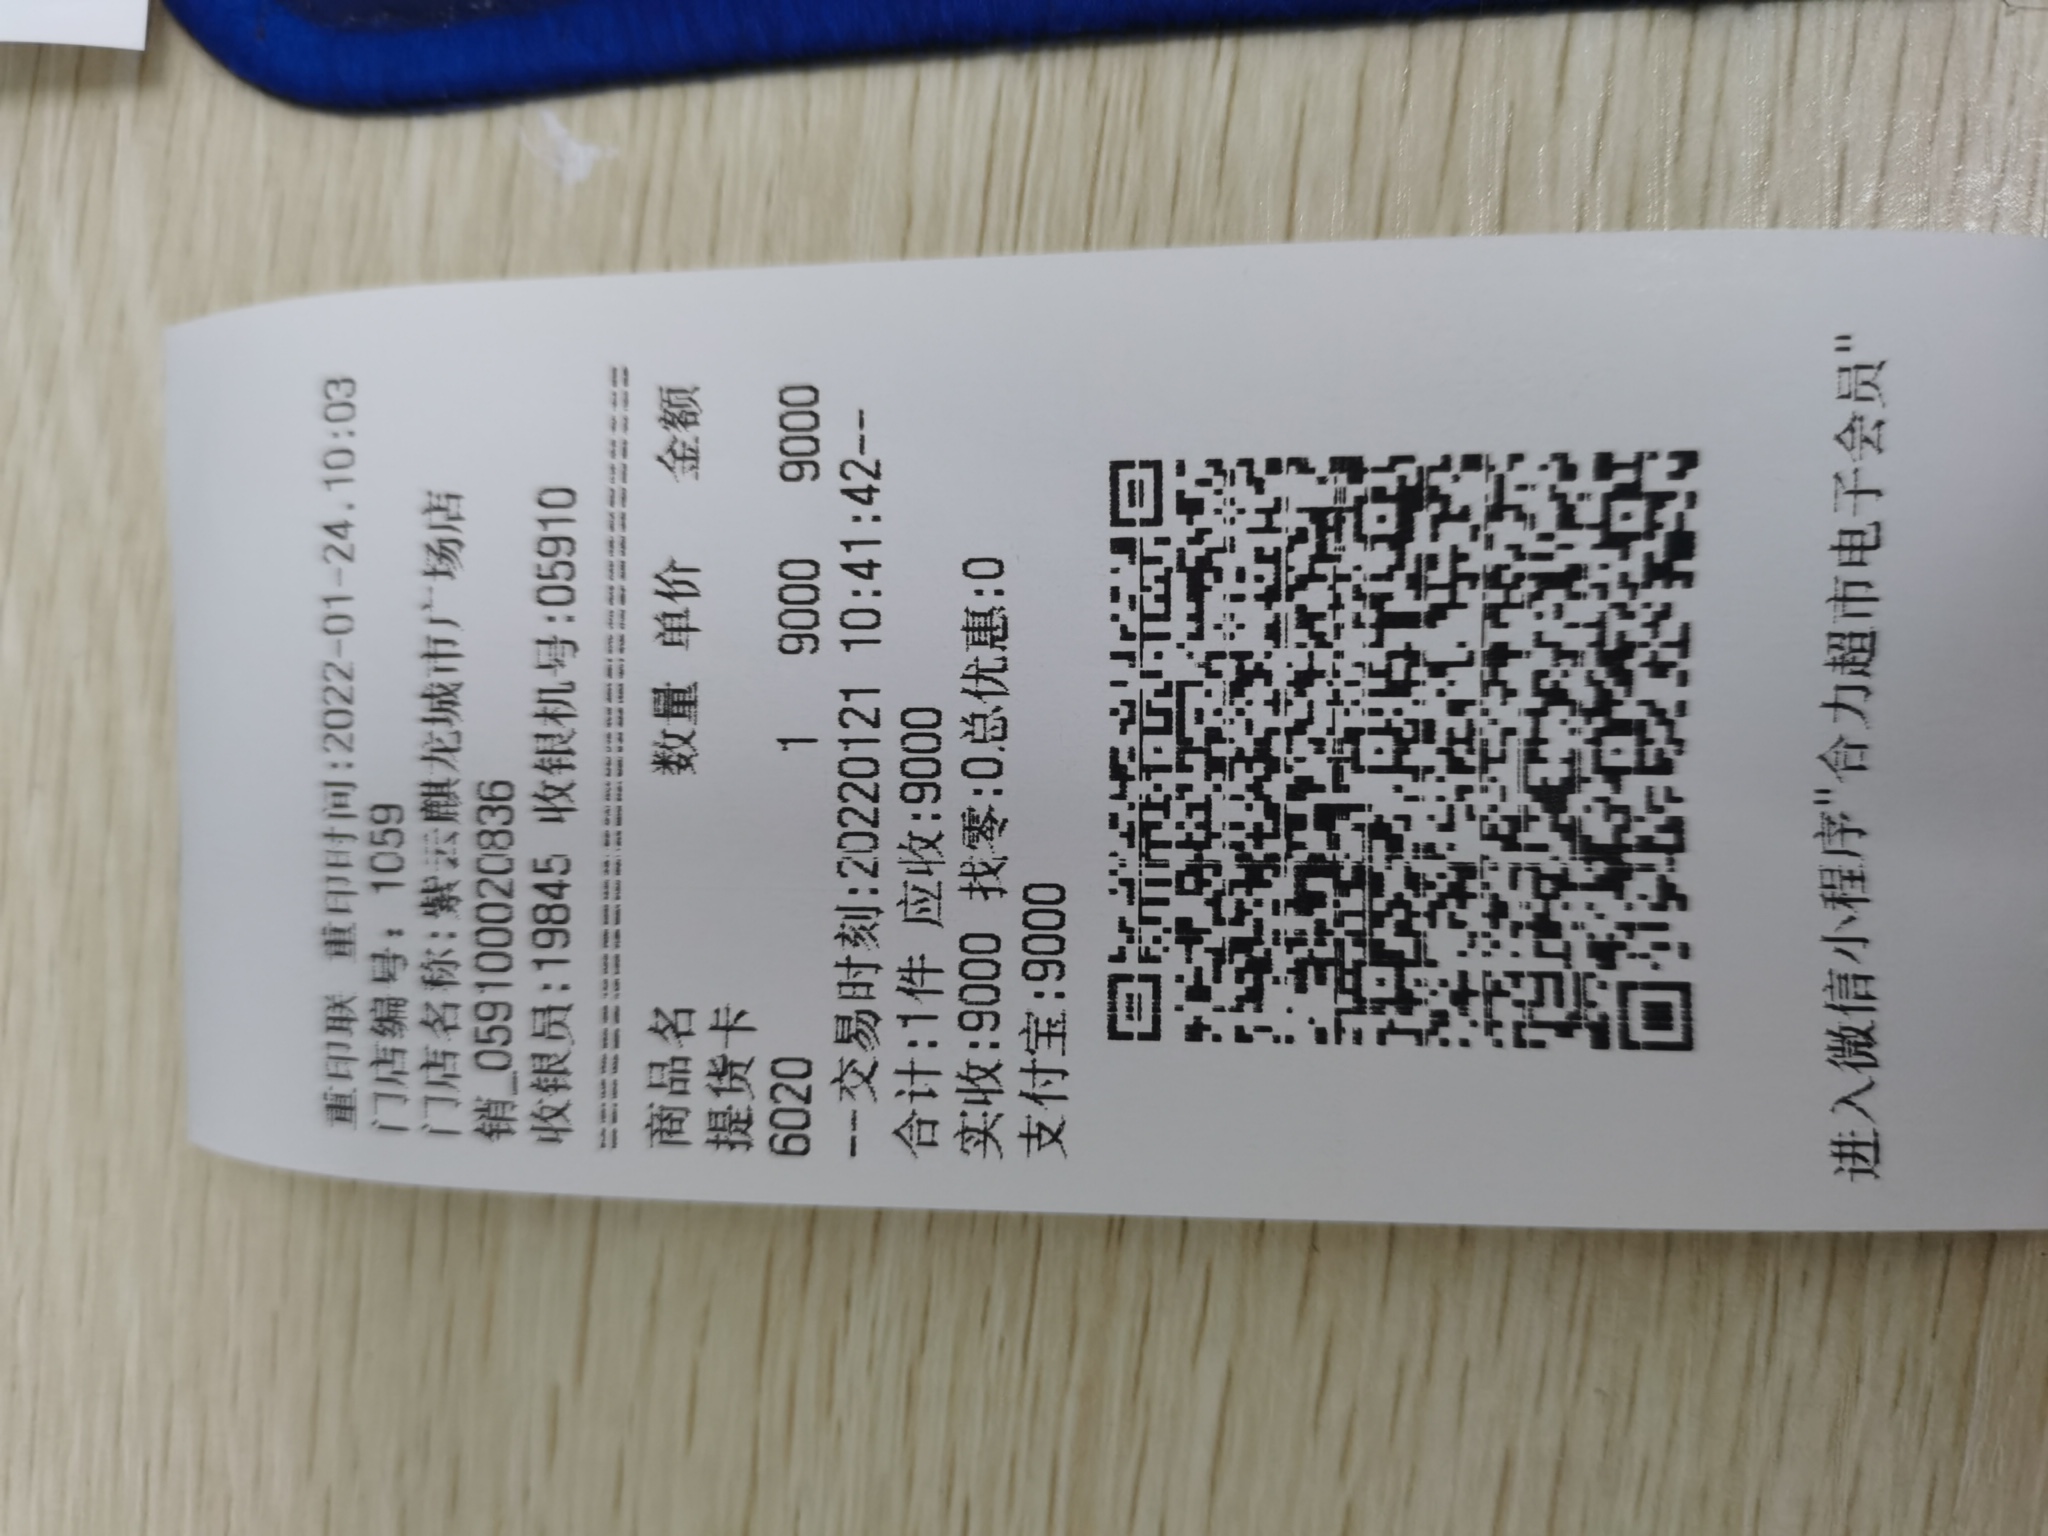 重印联 重印时间:2022-01-24.10:03
门店编号: 1059
门店名称:紫云麒龙城市广场店
销_0591000020836
收银员:19845 收银机号:05910
商品名 数量 单价 金额
提货卡
6020 1 9000 9000
--交易时刻:20220121 10:41:42--
合计:1件 应收:9000
实收:9000 找零:0总优惠:0
支付宝:9000
进入微信小程序"合力超市电子会员"